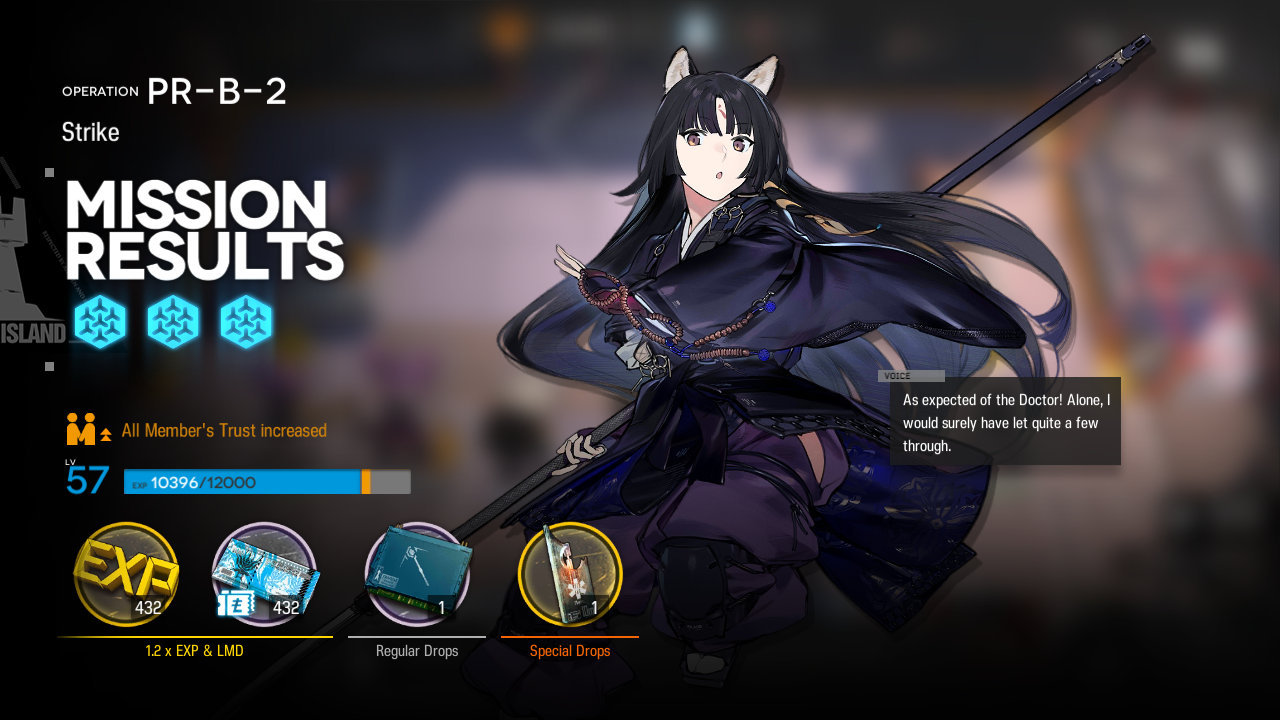 OPERATION PR-B-2
Strike
MISSION
RESULTS
ISLAND
All Member's Trust increased
LV
57
EXP 10396/12000
VOICE
As expected of the Doctor! Alone, I
would surely have let quite a few
through.
EXP
432
432
1
1
1.2 x EXP & LMD
Regular Drops
Special Drops